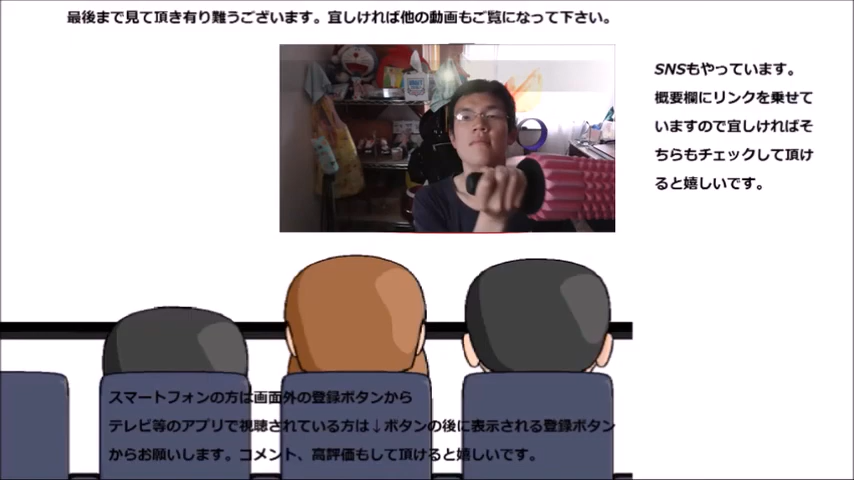 最後まで見て頂き有り難うございます。宜しければ他の動画もご覧になって下さい。
SNSもやっています。
概要欄にリンクを乗せて
いますので宜しければそ
ちらもチェックして頂け
ると嬉しいです。
スマートフォンの方は画面外の登録ボタンから
テレビ等のアプリで視聴されている方は↓ボタンの後に表示される登録ボタン
からお願いします。コメント、高評価もして頂けると嬉しいです。